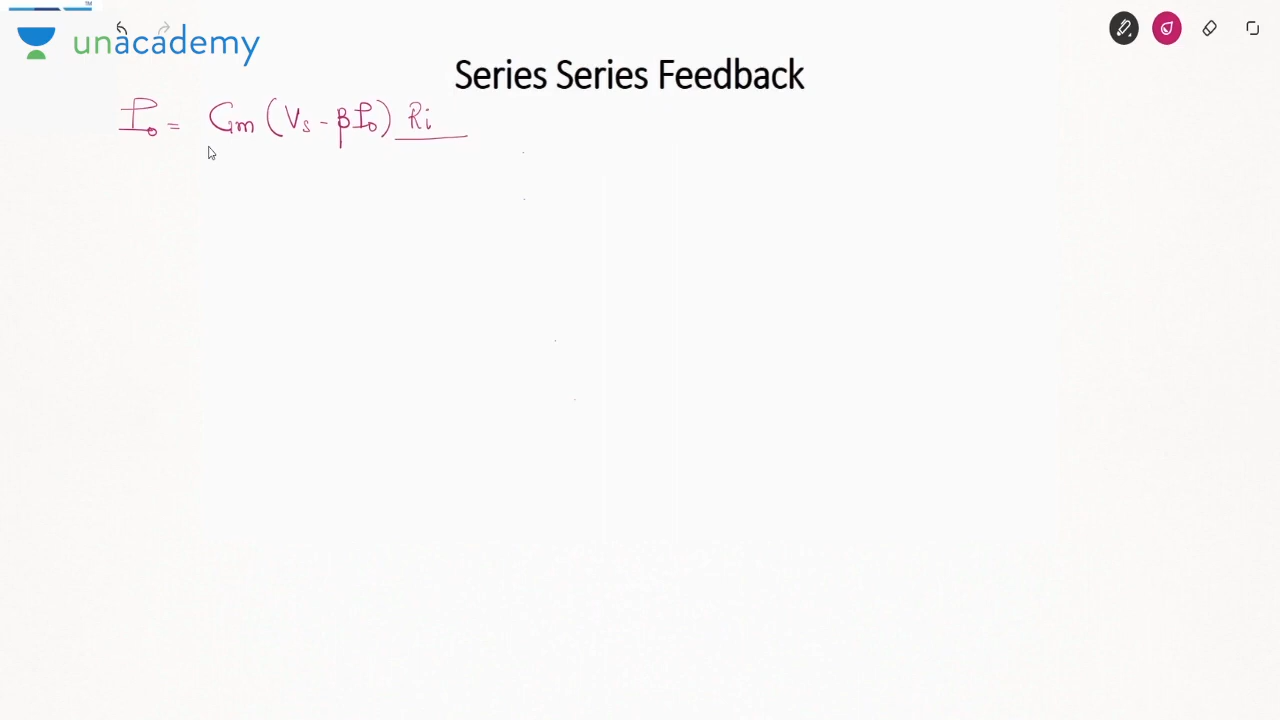 unacademy
Series Series Feedback
I₀ = Gm (Vs - βI₀) Ri